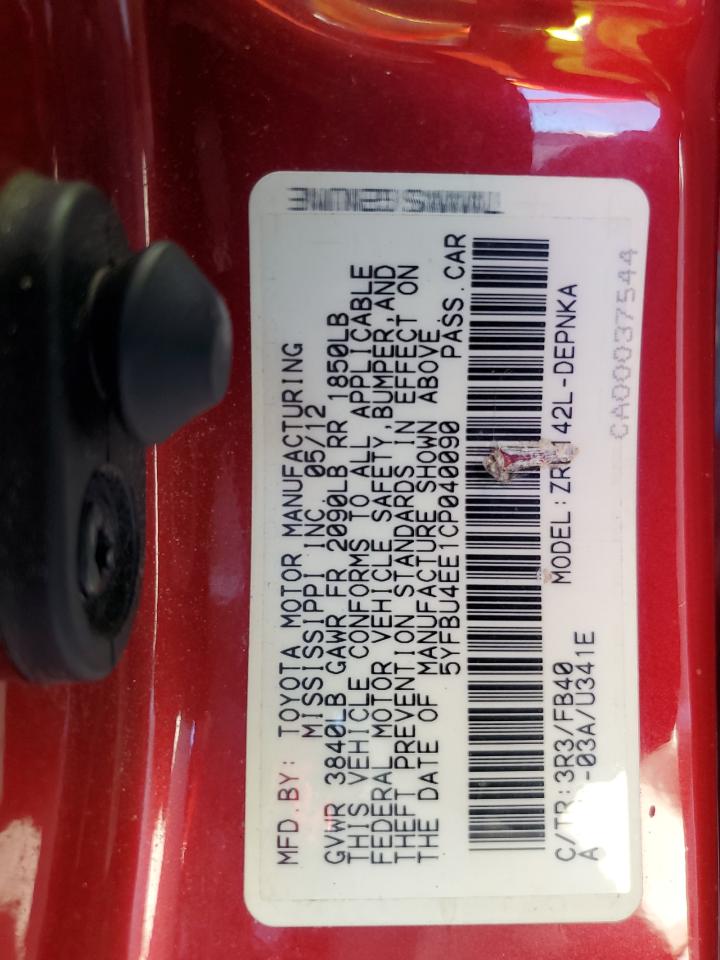 MFD.BY: TOYOTA MOTOR MANUFACTURING
MISSISSIPPI INC. 05/12
GVWR 3840LB GAWR FR 2090LB RR 1850LB
THIS VEHICLE CONFORMS TO ALL APPLICABLE
FEDERAL MOTOR VEHICLE SAFETY,BUMPER,AND
THEFT PREVENTION STANDARDS IN EFFECT ON
THE DATE OF MANUFACTURE SHOWN ABOVE.
5YFBU4EE1CP040090 PASS.CAR
C/TR:3R3/FB40 MODEL: 142L-DEPNKA
-03A/U341E
CA00037544